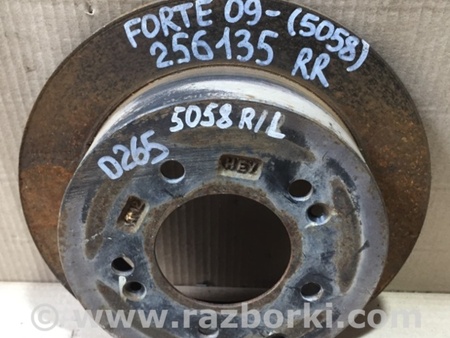 FORTE 09-(5058)
256135 RR
5058 R/L
D265
HEY
www.razborki.com